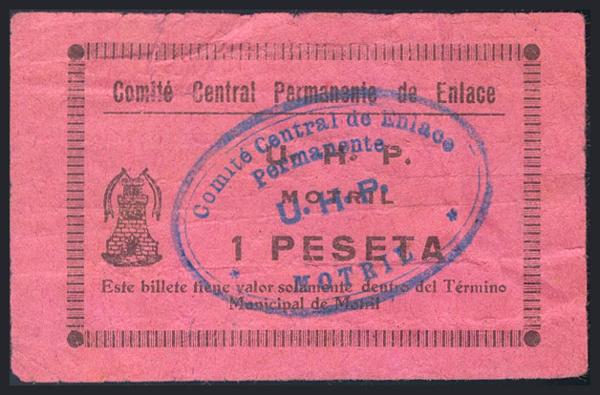 Comité Central Permanente de Enlace
U. H. P.
MOTRIL
1 PESETA
Este billete tiene valor solamente dentro del Término
Municipal de Motril
Comité Central de Enlace
Permanente
U. H. P.
* MOTRIL *